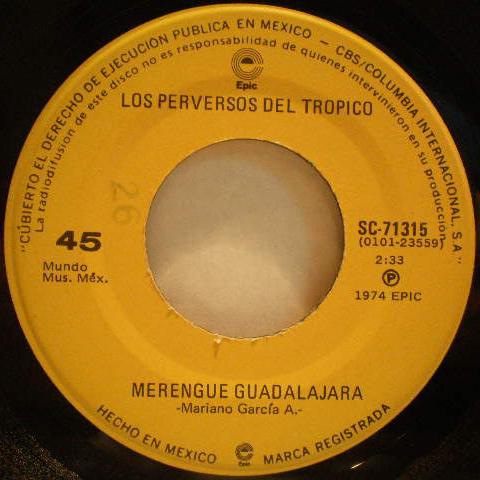 "CUBIERTO EL DERECHO DE EJECUCIÓN PUBLICA EN MEXICO - CBS/COLUMBIA INTERNACIONAL, S.A."
La radiodifusion de este disco no es responsabilidad de quienes intervinieron en su producción
Epic
LOS PERVERSOS DEL TROPICO
26
45
Mundo
Mus. Méx.
SC-71315
(0101-23559)
2:33
P
1974 EPIC
MERENGUE GUADALAJARA
-Mariano García A.-
HECHO EN MEXICO
Epic
MARCA REGISTRADA